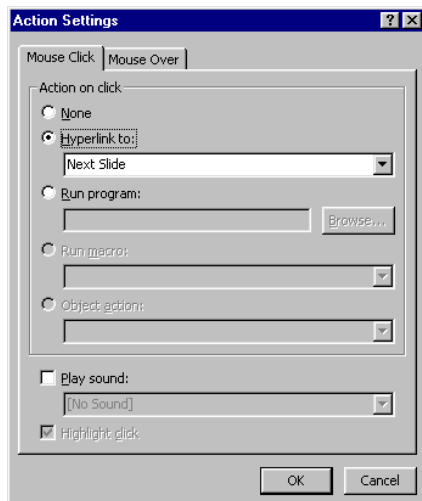 Action Settings
Mouse Click Mouse Over
Action on click
None
Hyperlink to:
Next Slide
Run program:
Browse...
Run macro:
Object action:
Play sound:
[No Sound]
Highlight click
OK Cancel